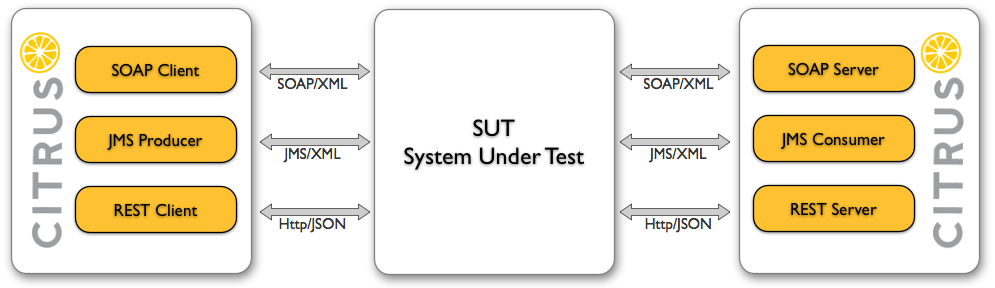 CITRUS
SOAP Client
JMS Producer
REST Client
SOAP/XML
JMS/XML
Http/JSON
SUT
System Under Test
SOAP/XML
JMS/XML
Http/JSON
SOAP Server
JMS Consumer
REST Server
CITRUS